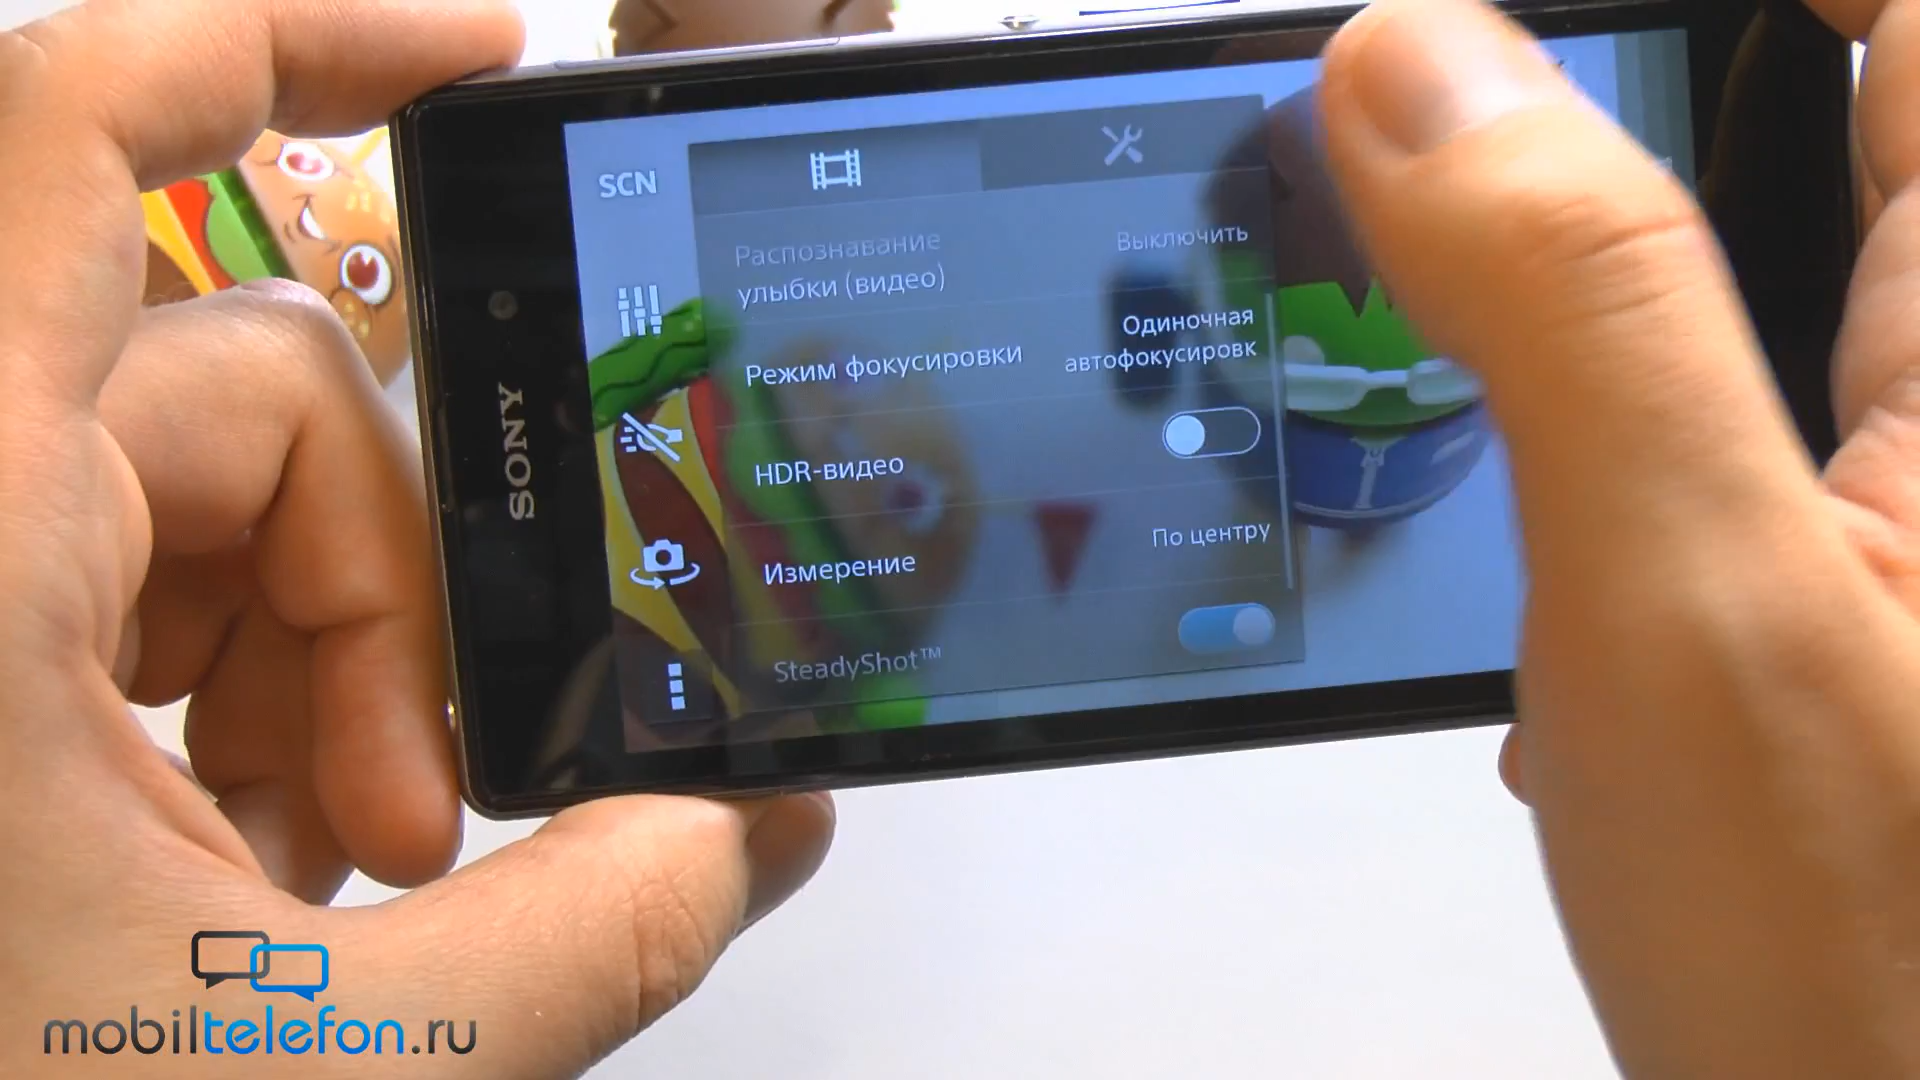 SONY
SCN
Распознавание
улыбки (видео)
Выключить
Режим фокусировки
Одиночная
автофокусировк
HDR-видео
Измерение
По центру
SteadyShot™
mobiltelefon.ru